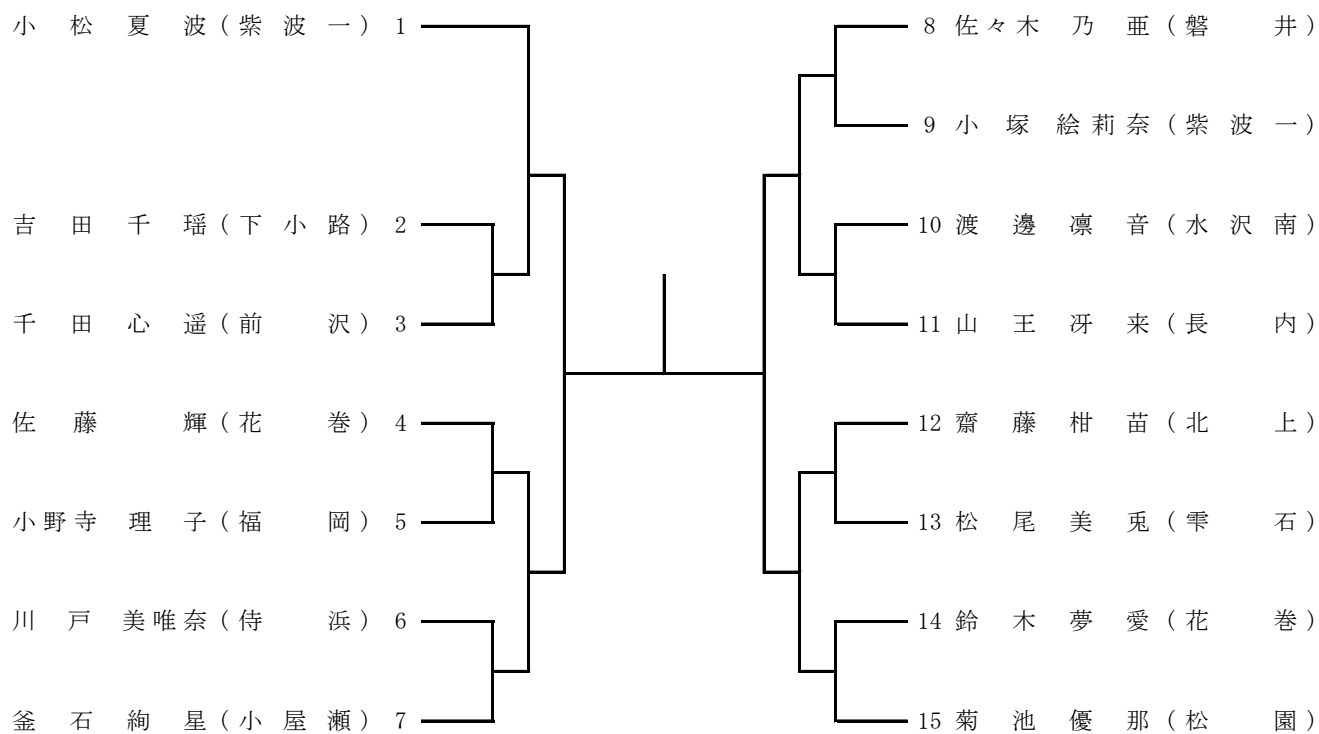 小松夏波(紫波一) 1
吉田千瑶(下小路) 2
千田心遥(前沢) 3
佐藤輝(花巻) 4
小野寺理子(福岡) 5
川戸美唯奈(侍浜) 6
釜石絢星(小屋瀬) 7
8 佐々木乃亜(磐井)
9 小塚絵莉奈(紫波一)
10 渡邊凛音(水沢南)
11 山王冴来(長内)
12 齋藤柑苗(北上)
13 松尾美兎(雫石)
14 鈴木夢愛(花巻)
15 菊池優那(松園)